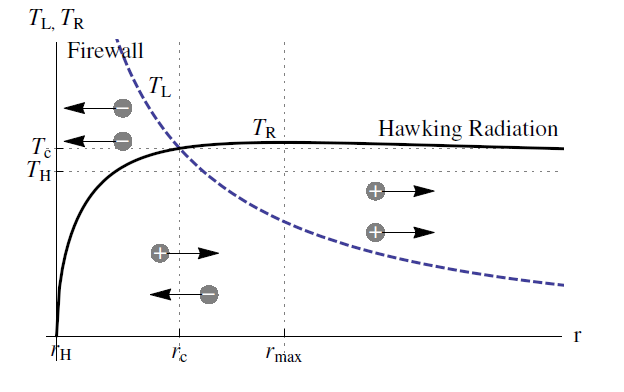 T_L, T_R
Firewall
T_L
T_R
Hawking Radiation
T_c
T_H
−
−
+
+
+
−
r
r_H
r_c
r_max